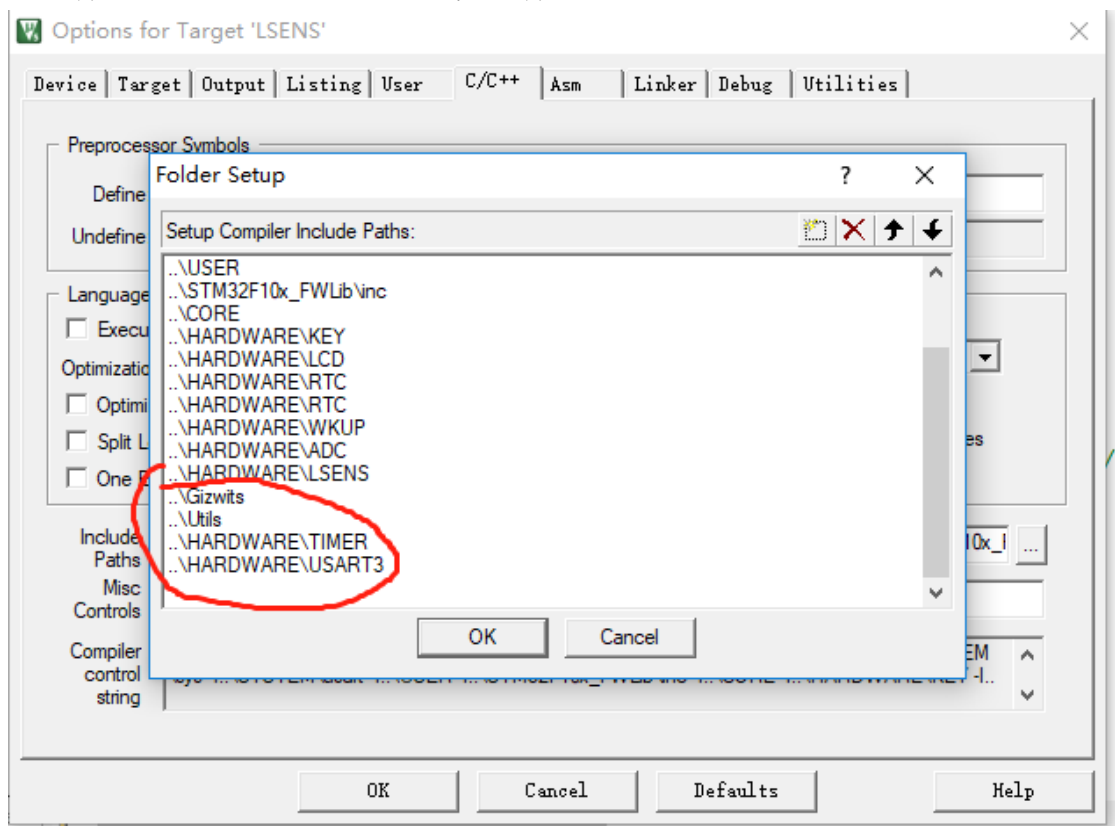 Options for Target 'LSENS'
Device Target Output Listing User C/C++ Asm Linker Debug Utilities
Preprocessor Symbols
Define
Undefine
Folder Setup
?
Setup Compiler Include Paths:
..\USER
..\STM32F10x_FWLib\inc
..\CORE
..\HARDWARE\KEY
..\HARDWARE\LCD
..\HARDWARE\RTC
..\HARDWARE\RTC
..\HARDWARE\WKUP
..\HARDWARE\ADC
..\HARDWARE\LSENS
..\Gizwits
..\Utils
..\HARDWARE\TIMER
..\HARDWARE\USART3
OK Cancel
Language
Execu
Optimizatio
Optimi
Split L
es
One E
Include
Paths
...
Misc
Controls
Compiler
control
string
EM
OK Cancel Defaults Help